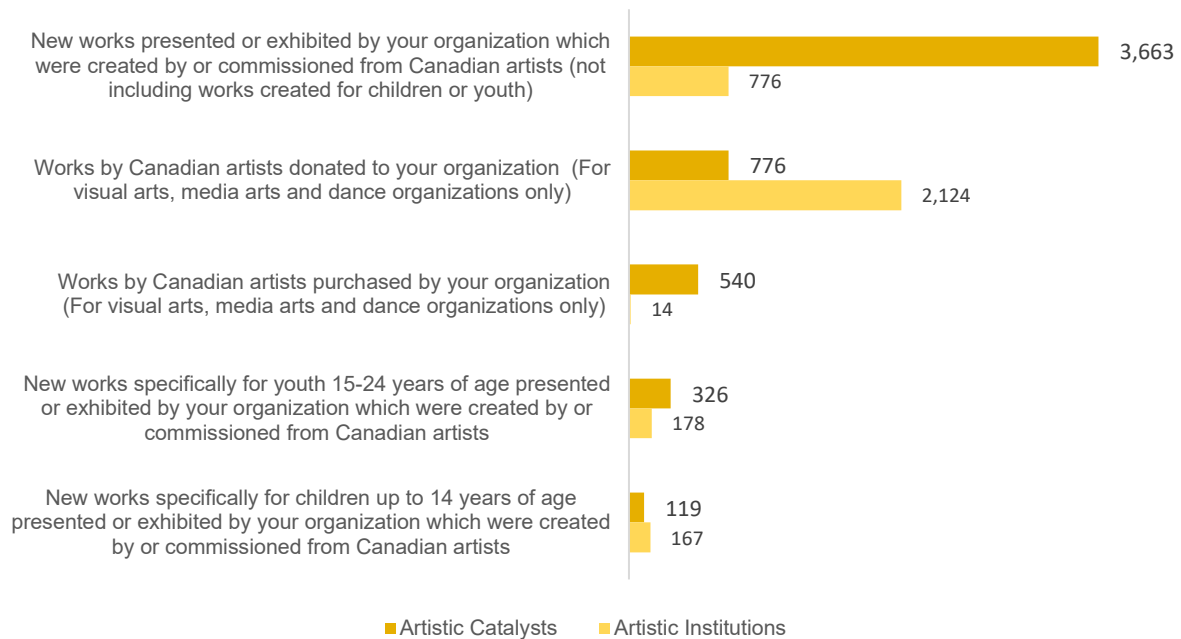 New works presented or exhibited by your organization which
were created by or commissioned from Canadian artists (not
including works created for children or youth)
3,663
776
Works by Canadian artists donated to your organization (For
visual arts, media arts and dance organizations only)
776
2,124
Works by Canadian artists purchased by your organization
(For visual arts, media arts and dance organizations only)
540
14
New works specifically for youth 15-24 years of age presented
or exhibited by your organization which were created by or
commissioned from Canadian artists
326
178
New works specifically for children up to 14 years of age
presented or exhibited by your organization which were created
by or commissioned from Canadian artists
119
167
Artistic Catalysts Artistic Institutions